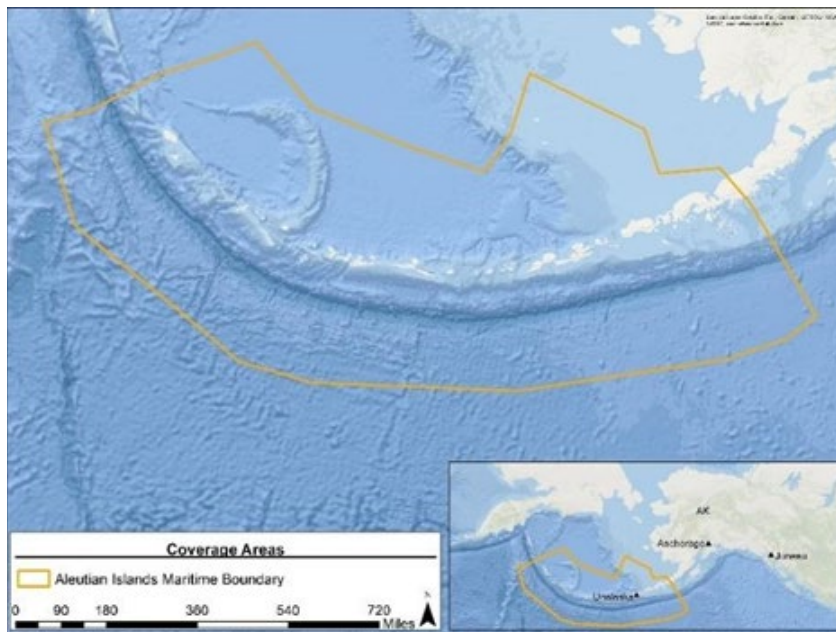 AK
Anchorage
Juneau
Unalaska
Coverage Areas
Aleutian Islands Maritime Boundary
0 90 180 360 540 720
Miles
N